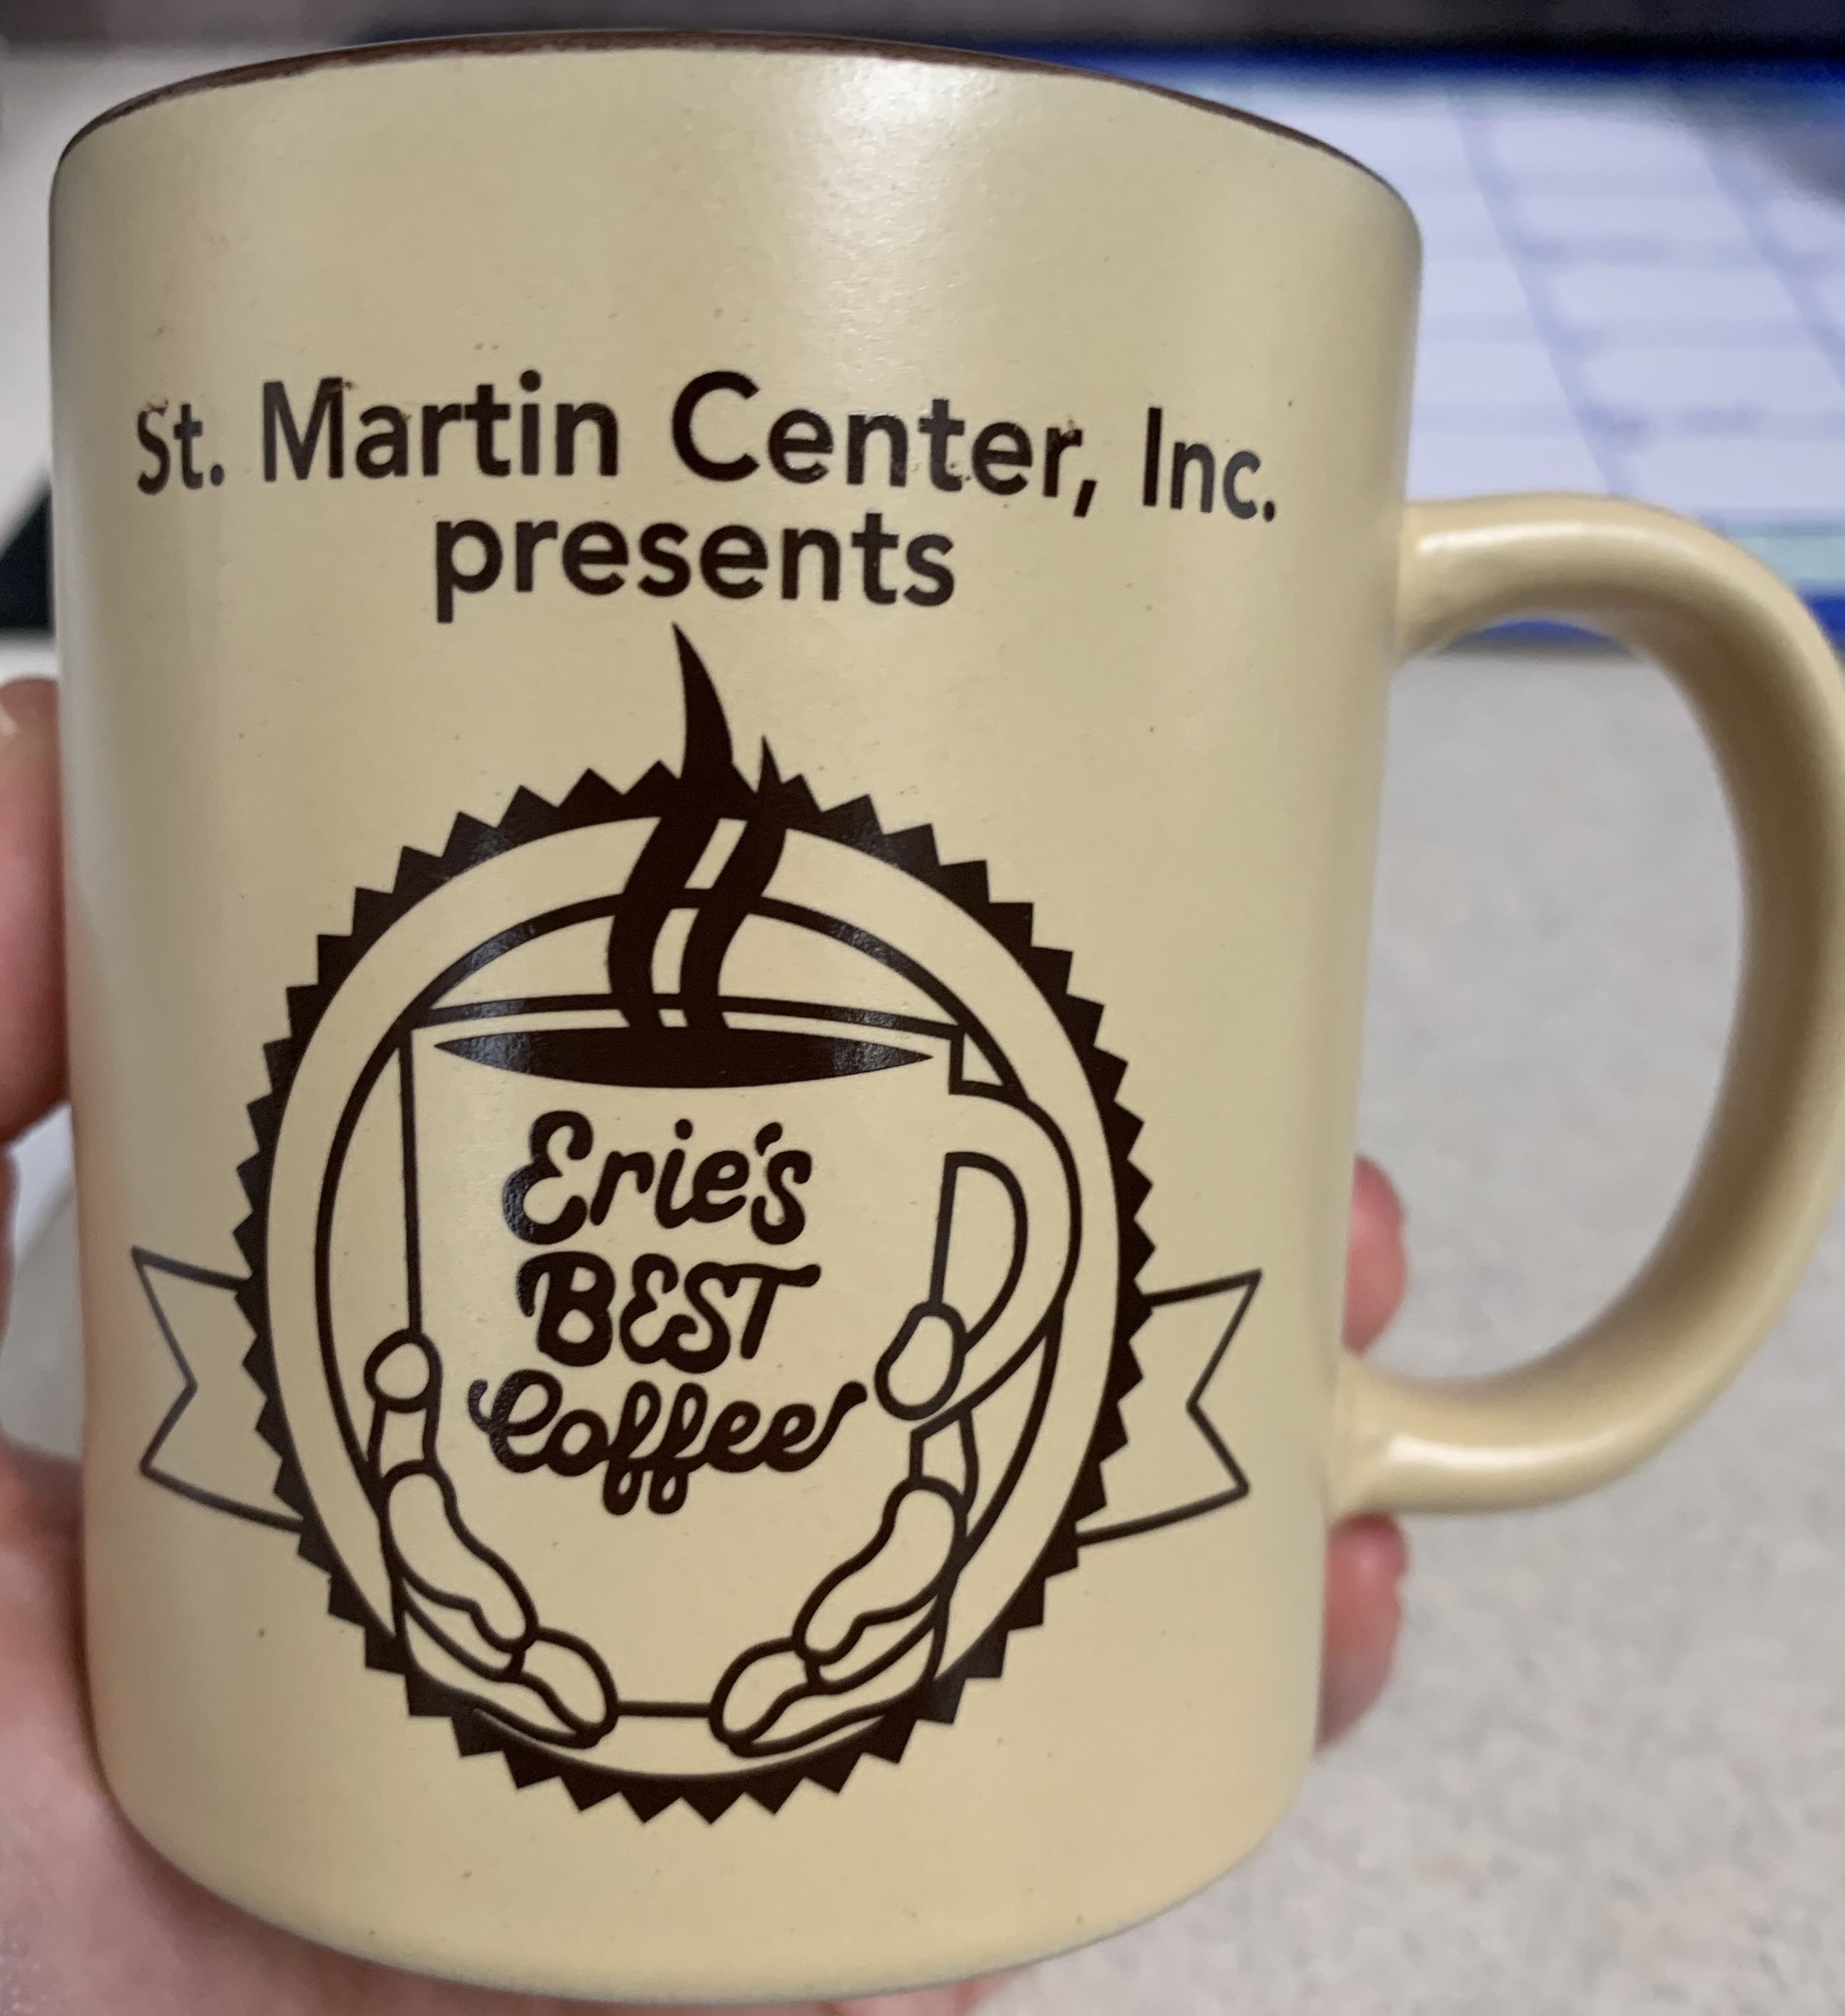 St. Martin Center, Inc.
presents
Erie's
BEST
Coffee